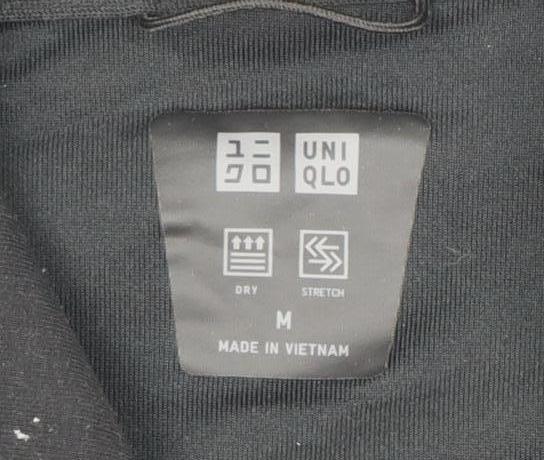 ユニ
クロ
UNI
QLO
DRY
STRETCH
M
MADE IN VIETNAM